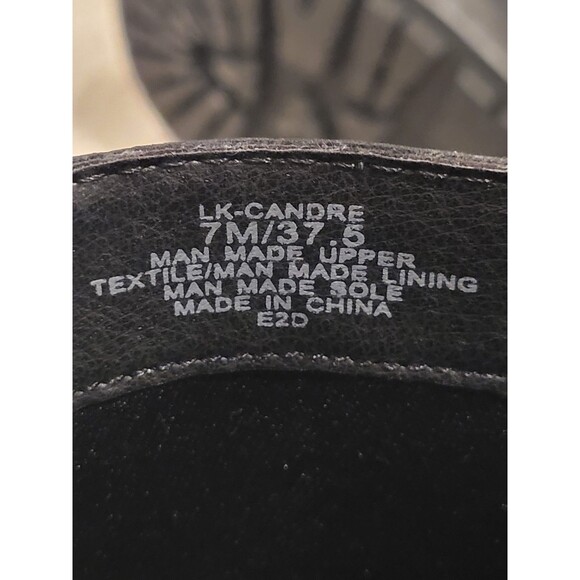 LK-CANDRE
7M/37.5
MAN MADE UPPER
TEXTILE/MAN MADE LINING
MAN MADE SOLE
MADE IN CHINA
E2D